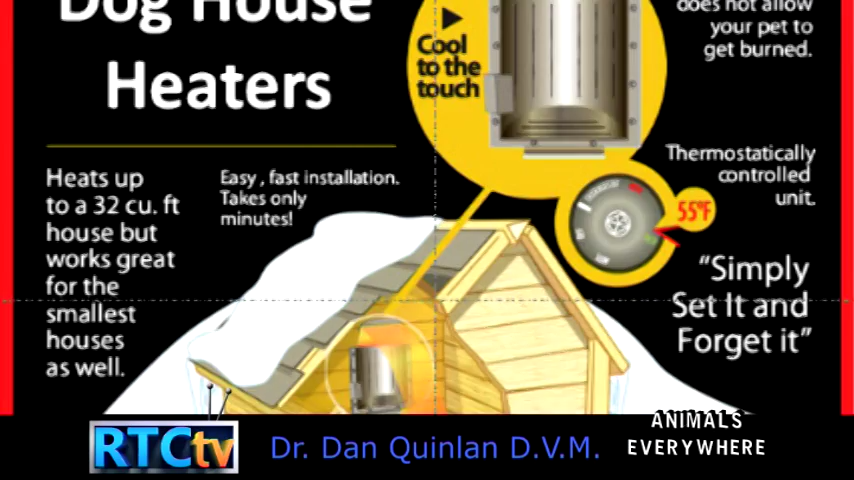 Dog House
Heaters
Cool
to the
touch
does not allow
your pet to
get burned.
Heats up
to a 32 cu. ft
house but
works great
for the
smallest
houses
as well.
Easy , fast installation.
Takes only
minutes!
Thermostatically
controlled
unit.
55°F
"Simply
Set It and
Forget it"
RTCtv
Dr. Dan Quinlan D.V.M.
ANIMALS
EVERYWHERE